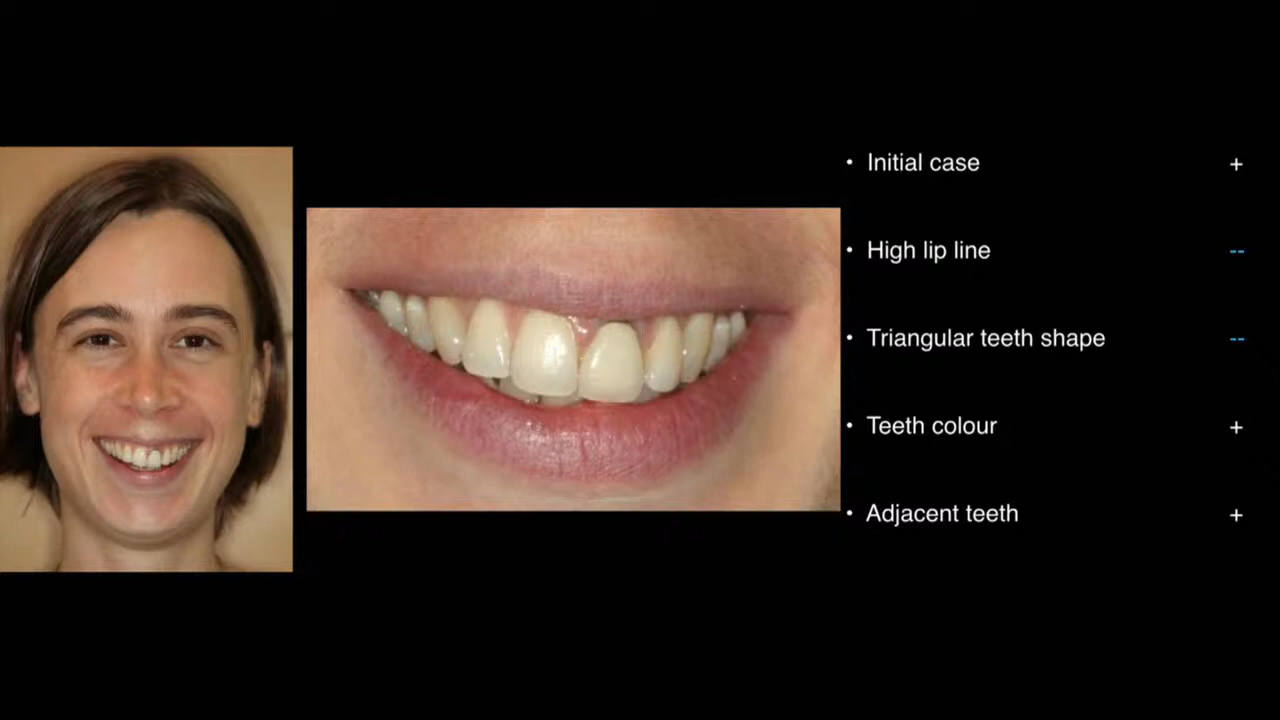 • Initial case +
• High lip line --
• Triangular teeth shape --
• Teeth colour +
• Adjacent teeth +